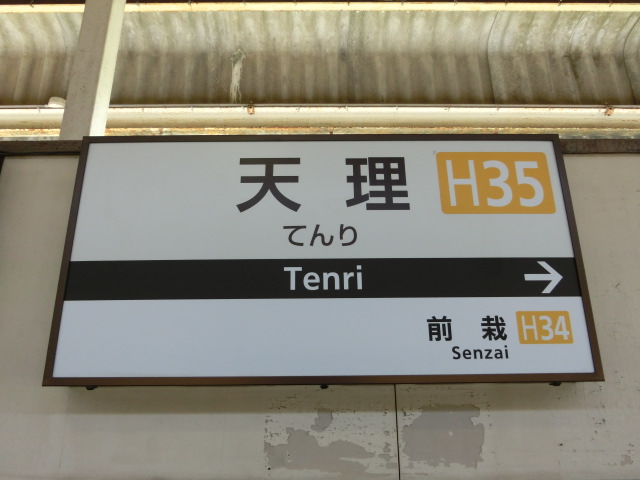 天理 H35
てんり
Tenri →
前栽 H34
Senzai